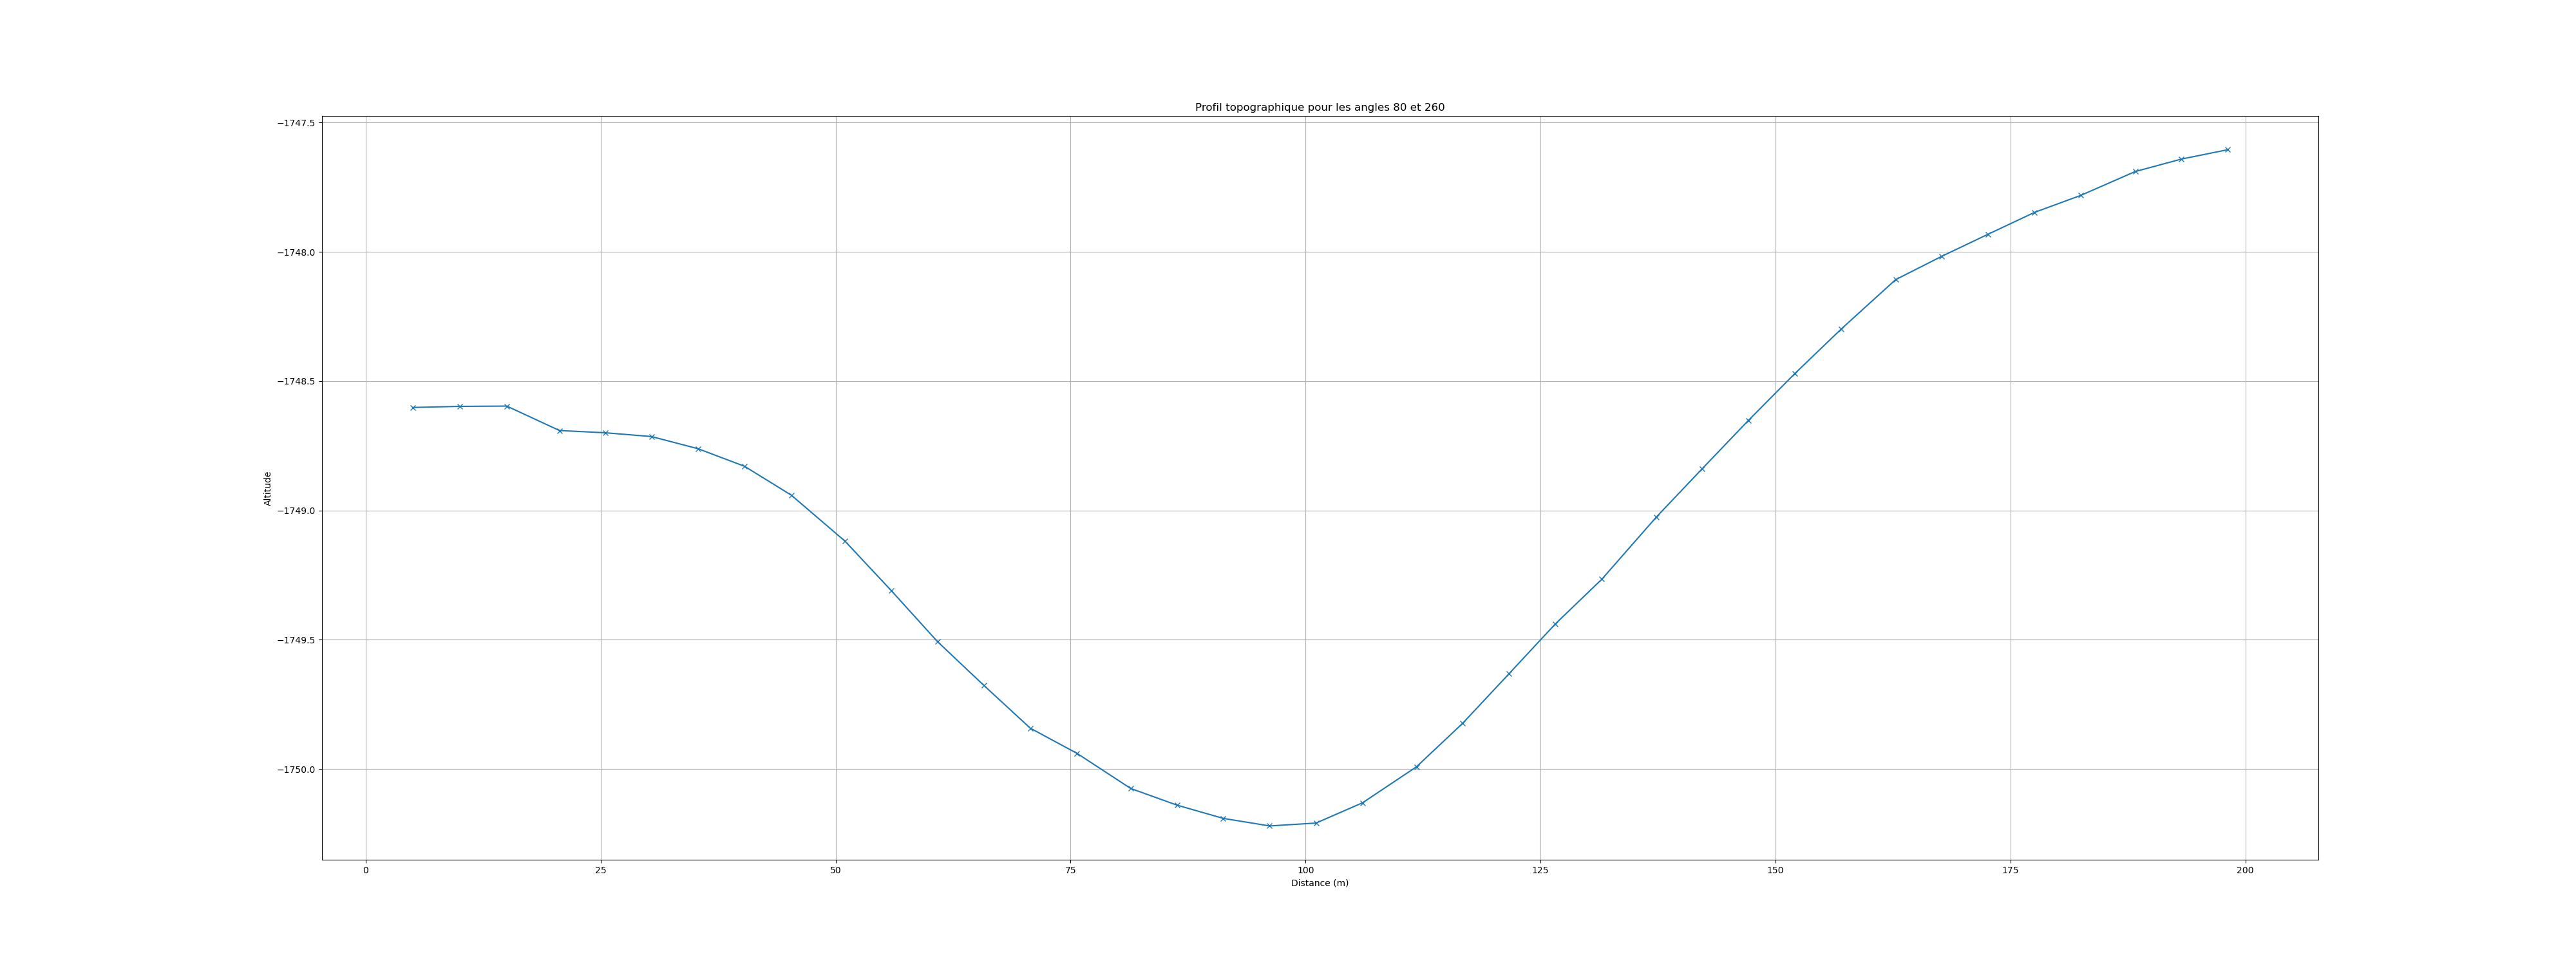 Profil topographique pour les angles 80 et 260
−1747.5
−1748.0
−1748.5
−1749.0
−1749.5
−1750.0
Altitude
0 25 50 75 100 125 150 175 200
Distance (m)